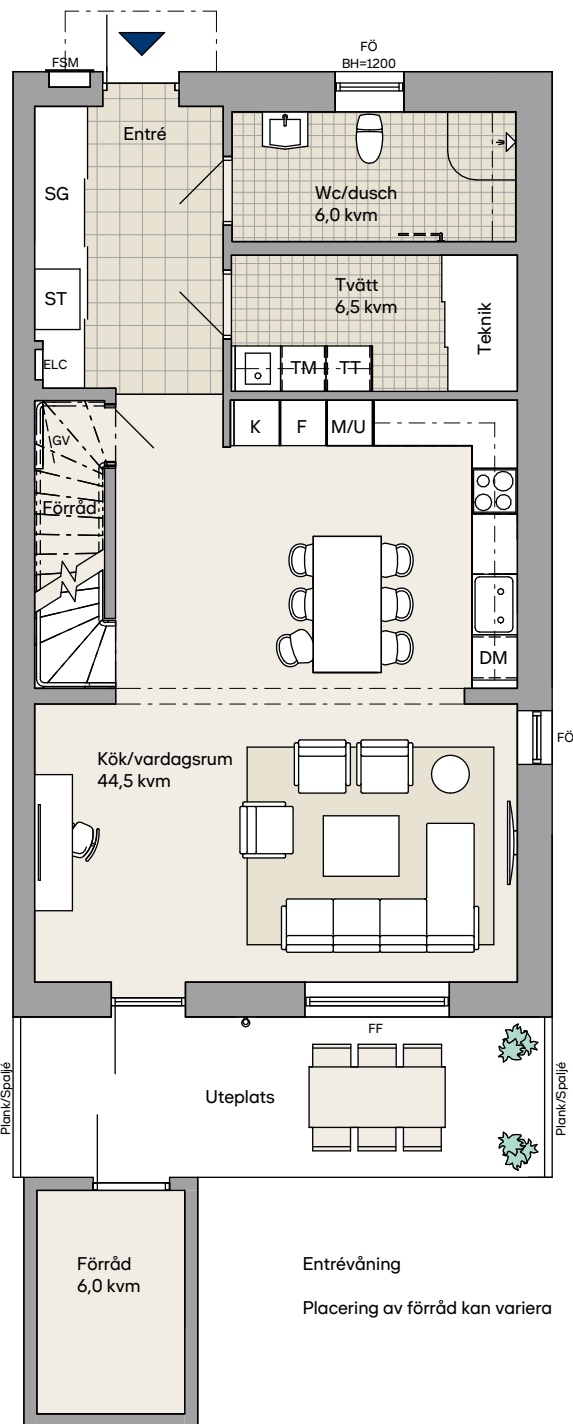 FSM
FÖ
BH=1200
Entré
SG
Wc/dusch
6,0 kvm
ST
Tvätt
6,5 kvm
Teknik
ELC
TM
TT
K
F
M/U
GV
Förråd
DM
FÖ
Kök/vardagsrum
44,5 kvm
FF
Plank/Spaljé
Uteplats
Plank/Spaljé
Förråd
6,0 kvm
Entrévåning
Placering av förråd kan variera